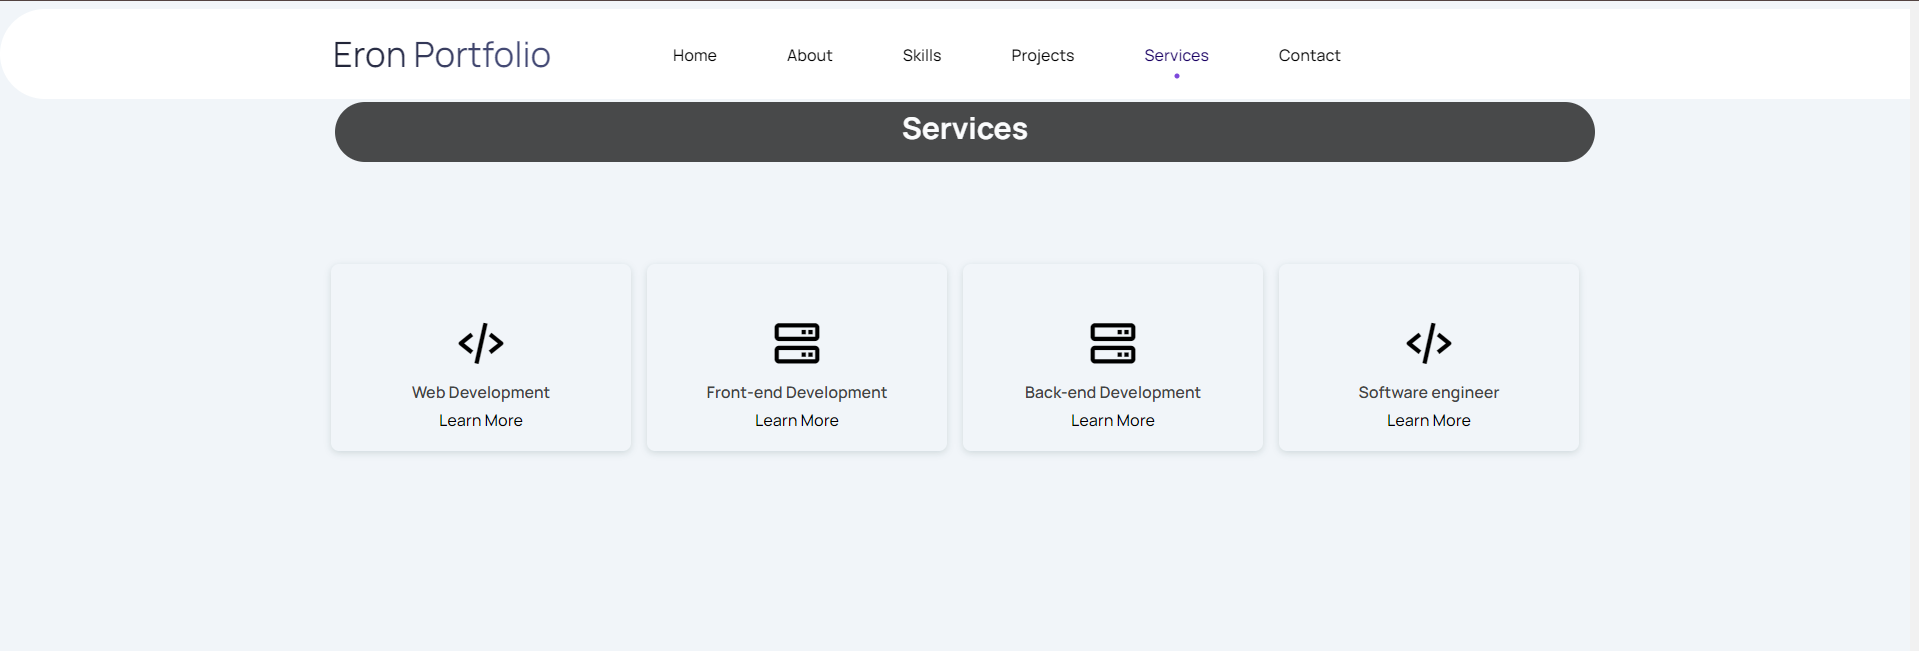 Eron Portfolio Home About Skills Projects Services Contact
Services
Web Development Front-end Development Back-end Development Software engineer
Learn More Learn More Learn More Learn More